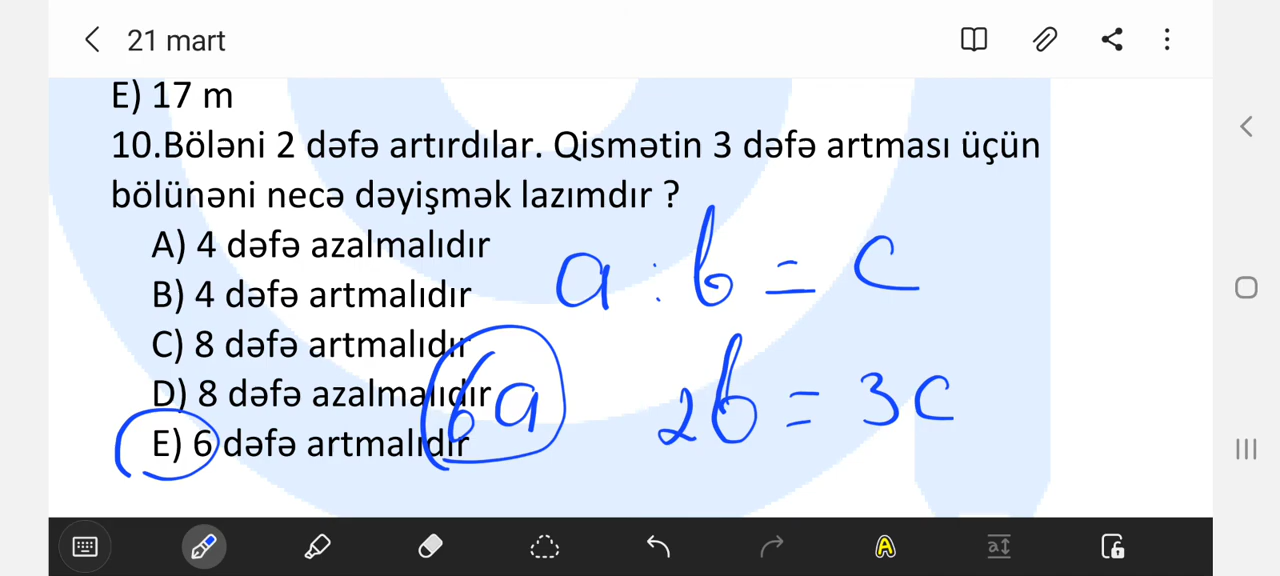 21 mart
E) 17 m
10.Böləni 2 dəfə artırdılar. Qismətin 3 dəfə artması üçün
bölünəni necə dəyişmək lazımdır ?
A) 4 dəfə azalmalıdır
a : b = c
B) 4 dəfə artmalıdır
C) 8 dəfə artmalıdır
D) 8 dəfə azalmalıdır
6a 2b = 3c
E) 6 dəfə artmalıdır